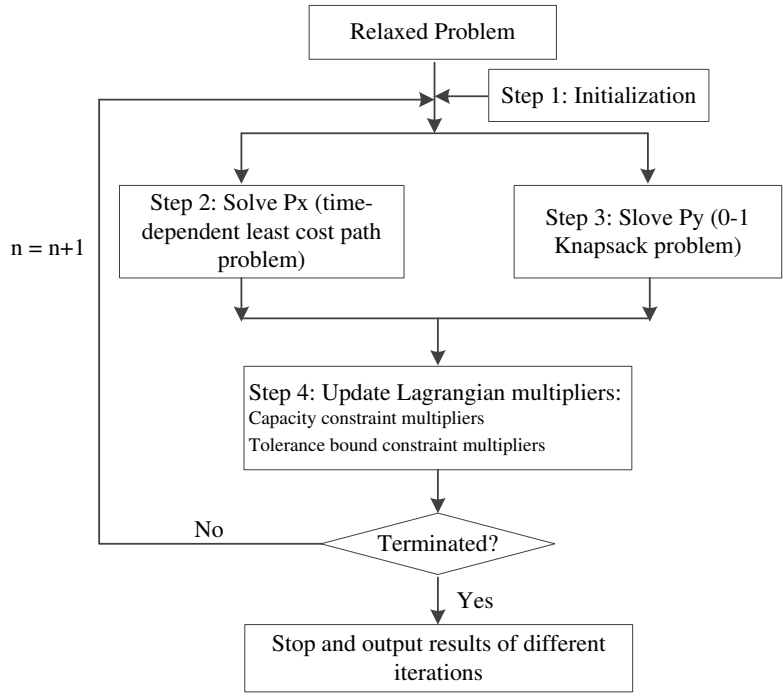 Relaxed Problem
Step 1: Initialization
Step 2: Solve Px (time-
dependent least cost path
problem)
Step 3: Slove Py (0-1
Knapsack problem)
n = n+1
Step 4: Update Lagrangian multipliers:
Capacity constraint multipliers
Tolerance bound constraint multipliers
No
Terminated?
Yes
Stop and output results of different
iterations